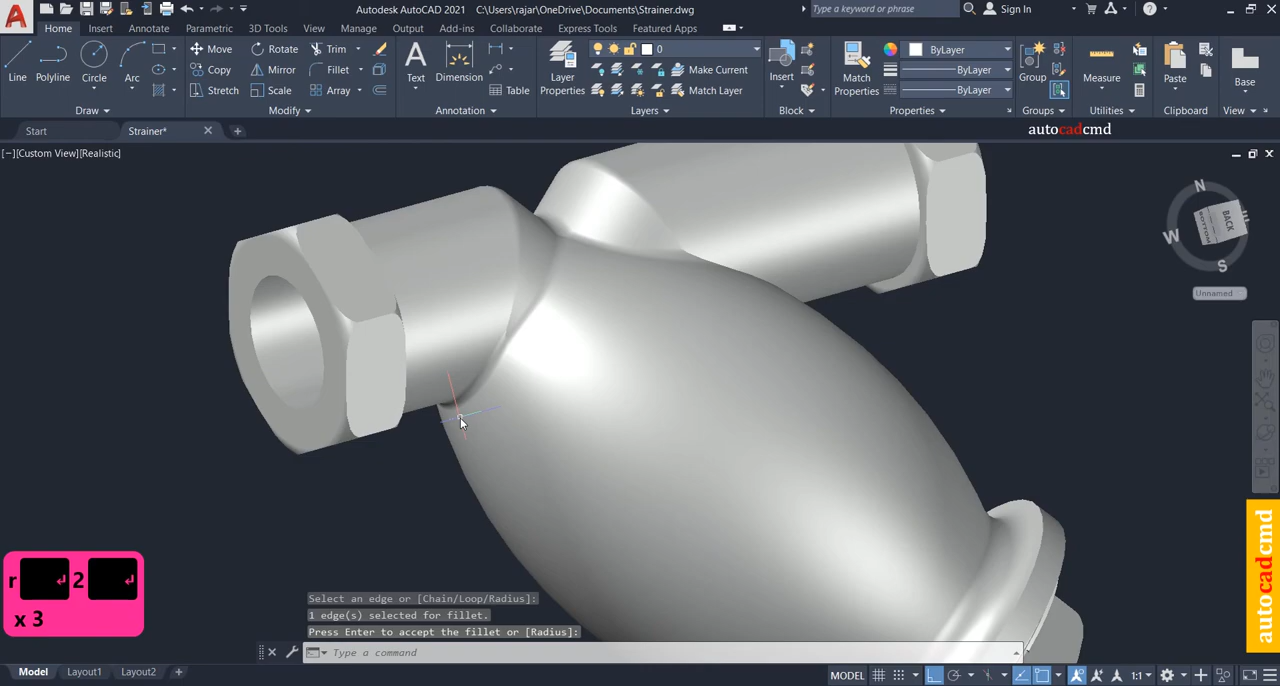 Autodesk AutoCAD 2021 C:\Users\rajar\OneDrive\Documents\Strainer.dwg
Type a keyword or phrase
Sign In
Home Insert Annotate Parametric 3D Tools View Manage Output Add-ins Collaborate Express Tools Featured Apps
Line Polyline Circle Arc
Move Rotate Trim
Copy Mirror Fillet
Stretch Scale Array
Text Dimension Table
Layer Properties
0
Make Current
Match Layer
Insert
Match Properties
ByLayer
ByLayer
ByLayer
Group
Measure
Paste
Base
Draw Modify Annotation Layers Block Properties Groups Utilities Clipboard View
Start Strainer*
autocadcmd
[−][Custom View][Realistic]
N
W
E
S
BACK
BOTTOM
Unnamed
autocadcmd
r 2
x 3
Select an edge or [Chain/Loop/Radius]:
1 edge(s) selected for fillet.
Press Enter to accept the fillet or [Radius]:
Type a command
Model Layout1 Layout2
MODEL
1:1